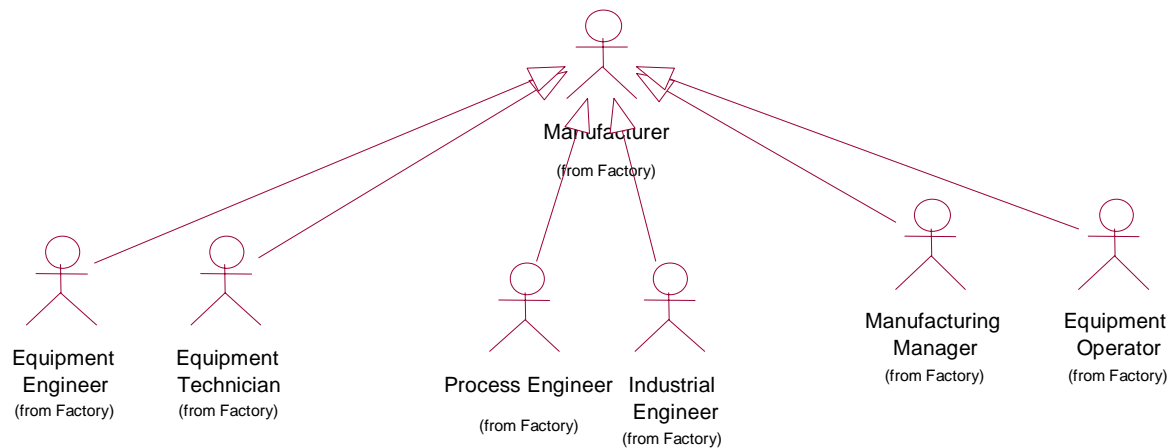 Manufacturer
(from Factory)
Equipment
Engineer
(from Factory)
Equipment
Technician
(from Factory)
Process Engineer
(from Factory)
Industrial
Engineer
(from Factory)
Manufacturing
Manager
(from Factory)
Equipment
Operator
(from Factory)